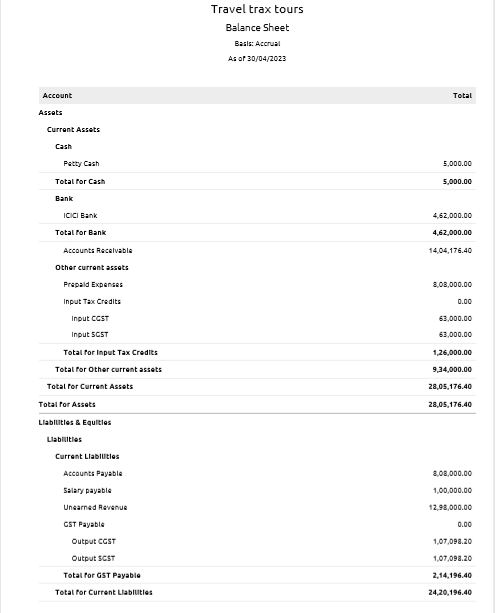 Travel trax tours
Balance Sheet
Basis: Accrual
As of 30/04/2023
Account Total
Assets
Current Assets
Cash
Petty Cash 5,000.00
Total for Cash 5,000.00
Bank
ICICI Bank 4,62,000.00
Total for Bank 4,62,000.00
Accounts Receivable 14,04,176.40
Other current assets
Prepaid Expenses 8,08,000.00
Input Tax Credits 0.00
Input CGST 63,000.00
Input SGST 63,000.00
Total for Input Tax Credits 1,26,000.00
Total for Other current assets 9,34,000.00
Total for Current Assets 28,05,176.40
Total for Assets 28,05,176.40
Liabilities & Equities
Liabilities
Current Liabilities
Accounts Payable 8,08,000.00
Salary payable 1,00,000.00
Unearned Revenue 12,98,000.00
GST Payable 0.00
Output CGST 1,07,098.20
Output SGST 1,07,098.20
Total for GST Payable 2,14,196.40
Total for Current Liabilities 24,20,196.40